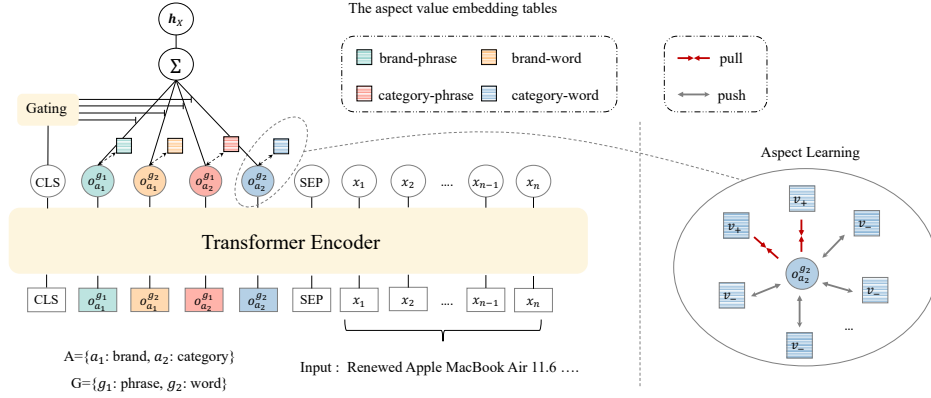 h_X
The aspect value embedding tables
Σ
brand-phrase
brand-word
category-phrase
category-word
pull
push
Gating
Aspect Learning
CLS
o_{a_1}^{g_1}
o_{a_1}^{g_2}
o_{a_2}^{g_1}
o_{a_2}^{g_2}
SEP
x_1
x_2
....
x_{n-1}
x_n
Transformer Encoder
CLS
o_{a_1}^{g_1}
o_{a_1}^{g_2}
o_{a_2}^{g_1}
o_{a_2}^{g_2}
SEP
x_1
x_2
....
x_{n-1}
x_n
A={a_1: brand, a_2: category}
G={g_1: phrase, g_2: word}
Input : Renewed Apple MacBook Air 11.6 ....
v_+
v_+
v_-
o_{a_2}^{g_2}
v_-
v_-
...
v_-